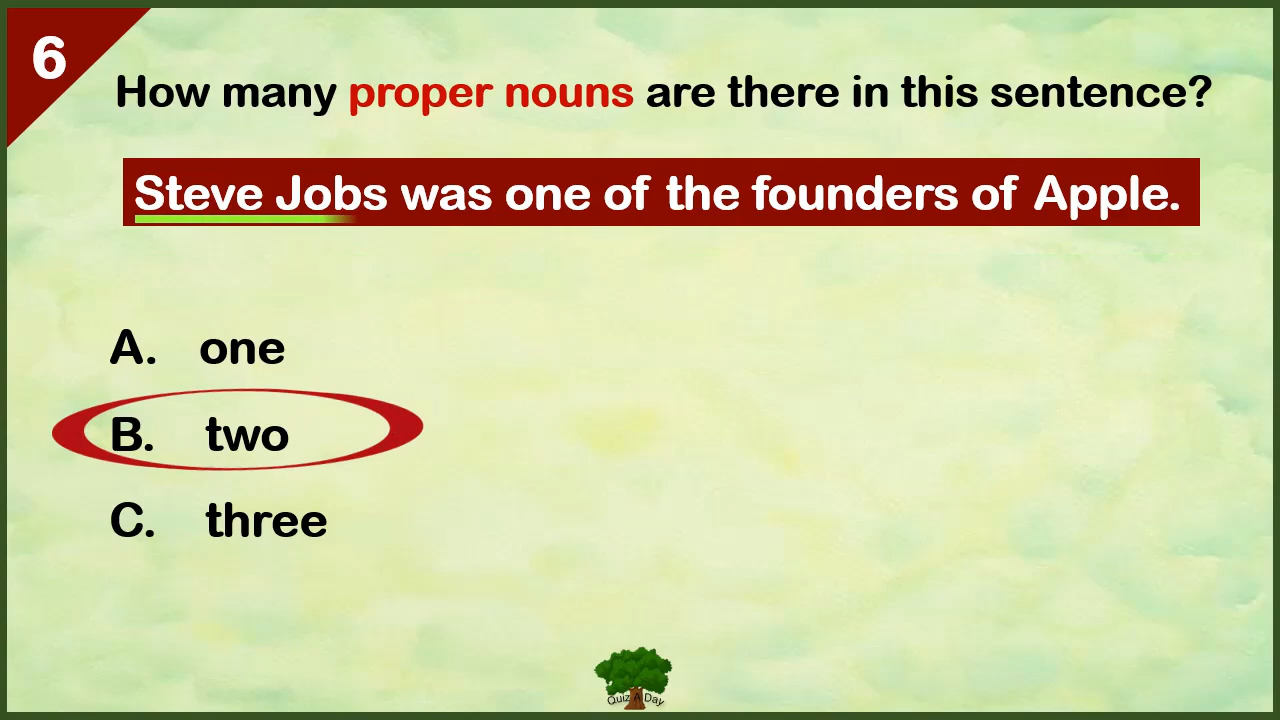 6
How many proper nouns are there in this sentence?
Steve Jobs was one of the founders of Apple.
A. one
B. two
C. three
Quiz A Day